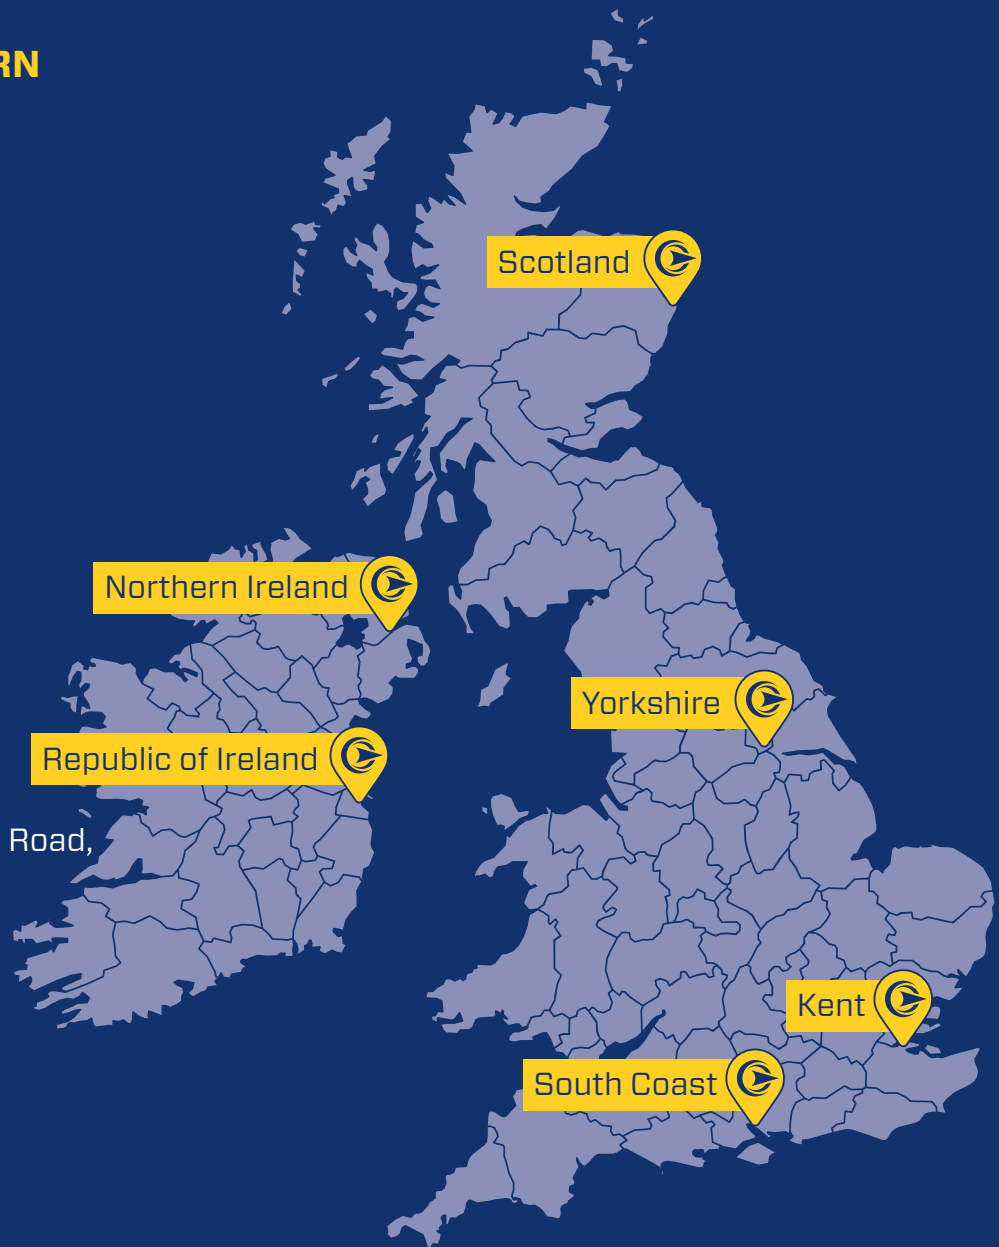 RN
Scotland
Northern Ireland
Yorkshire
Republic of Ireland
Road,
Kent
South Coast